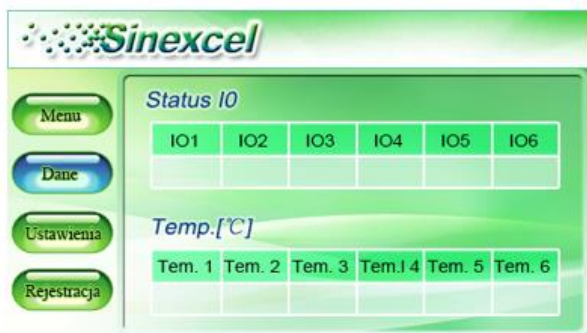 Sinexcel
Menu
Dane
Ustawienia
Rejestracja
Status I0
IO1 IO2 IO3 IO4 IO5 IO6
Temp.[℃]
Tem. 1 Tem. 2 Tem. 3 Tem.l 4 Tem. 5 Tem. 6